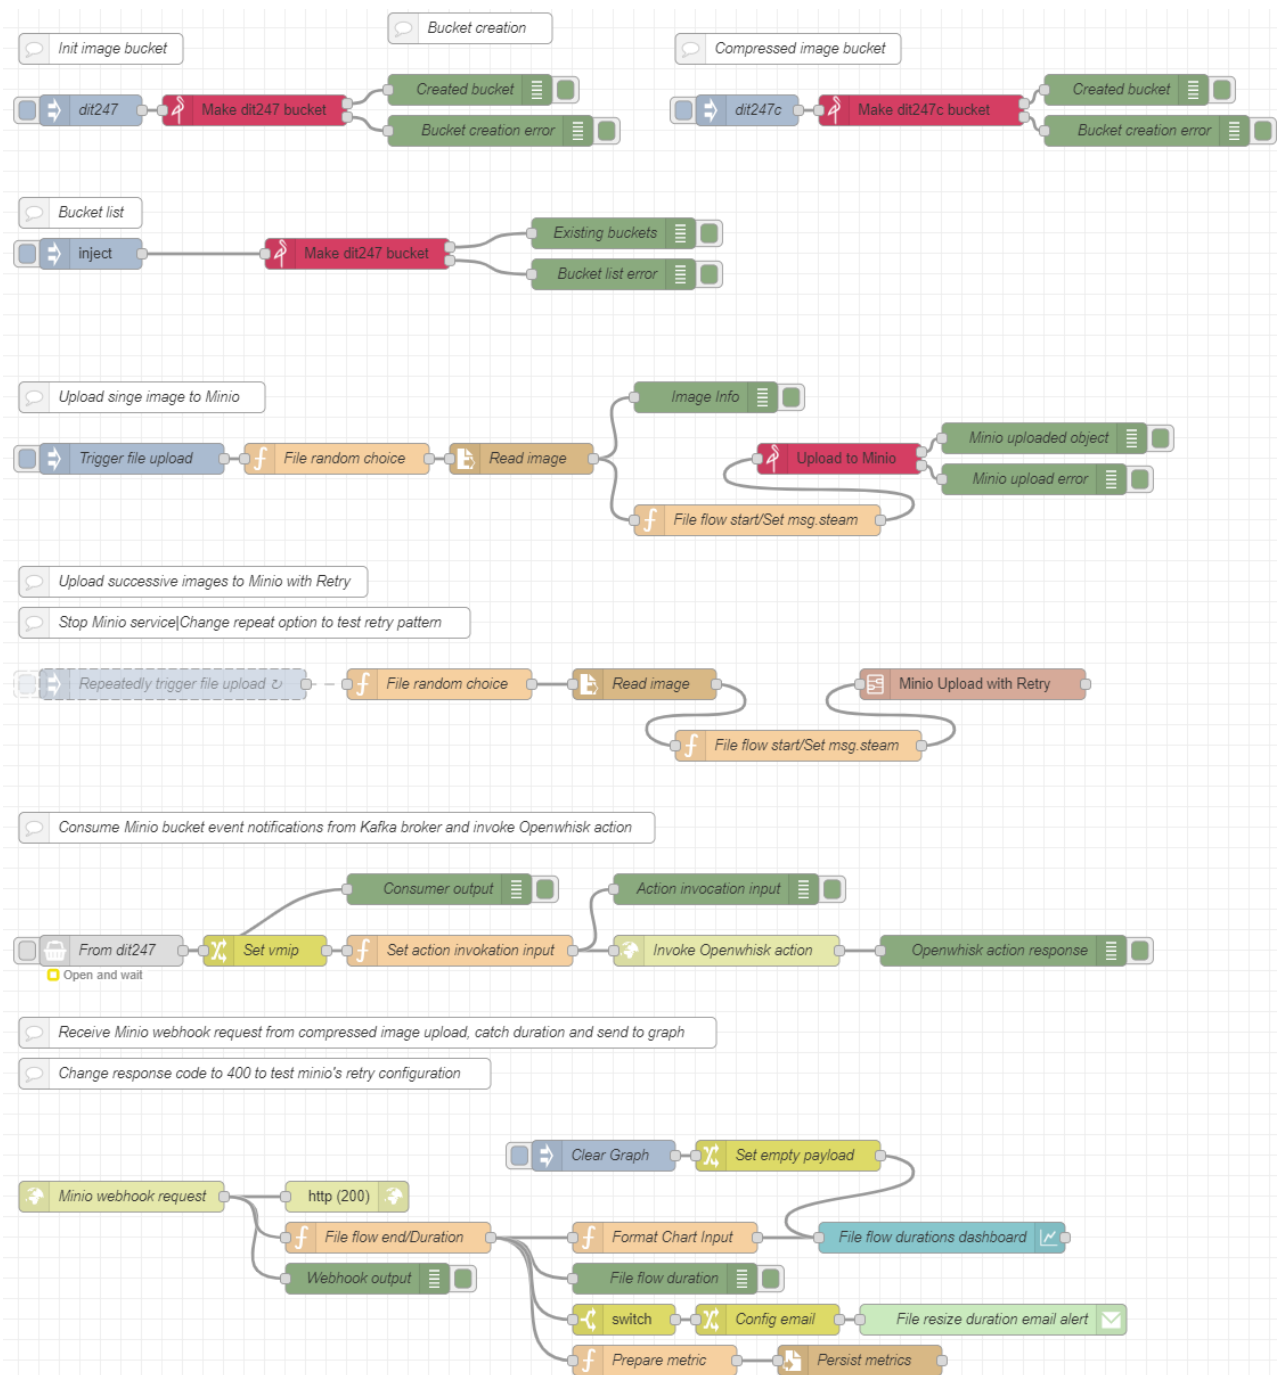 Bucket creation
Init image bucket
Compressed image bucket
dit247
Make dit247 bucket
Created bucket
Bucket creation error
dit247c
Make dit247c bucket
Created bucket
Bucket creation error
Bucket list
inject
Make dit247 bucket
Existing buckets
Bucket list error
Upload singe image to Minio
Image Info
Trigger file upload
File random choice
Read image
Upload to Minio
Minio uploaded object
Minio upload error
File flow start/Set msg.steam
Upload successive images to Minio with Retry
Stop Minio service|Change repeat option to test retry pattern
Repeatedly trigger file upload ↻
File random choice
Read image
Minio Upload with Retry
File flow start/Set msg.steam
Consume Minio bucket event notifications from Kafka broker and invoke Openwhisk action
Consumer output
Action invocation input
From dit247
Set vmip
Set action invokation input
Invoke Openwhisk action
Openwhisk action response
Open and wait
Receive Minio webhook request from compressed image upload, catch duration and send to graph
Change response code to 400 to test minio's retry configuration
Clear Graph
Set empty payload
Minio webhook request
http (200)
File flow end/Duration
Format Chart Input
File flow durations dashboard
Webhook output
File flow duration
switch
Config email
File resize duration email alert
Prepare metric
Persist metrics